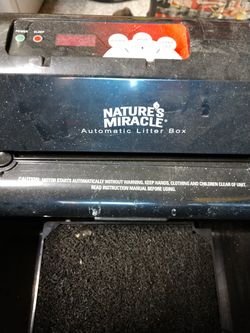 POWER SLEEP
NATURE'S
MIRACLE®
Automatic Litter Box
CAUTION: MOTOR STARTS AUTOMATICALLY WITHOUT WARNING. KEEP HANDS, CLOTHING AND CHILDREN CLEAR OF UNIT.
READ INSTRUCTION MANUAL BEFORE USING.